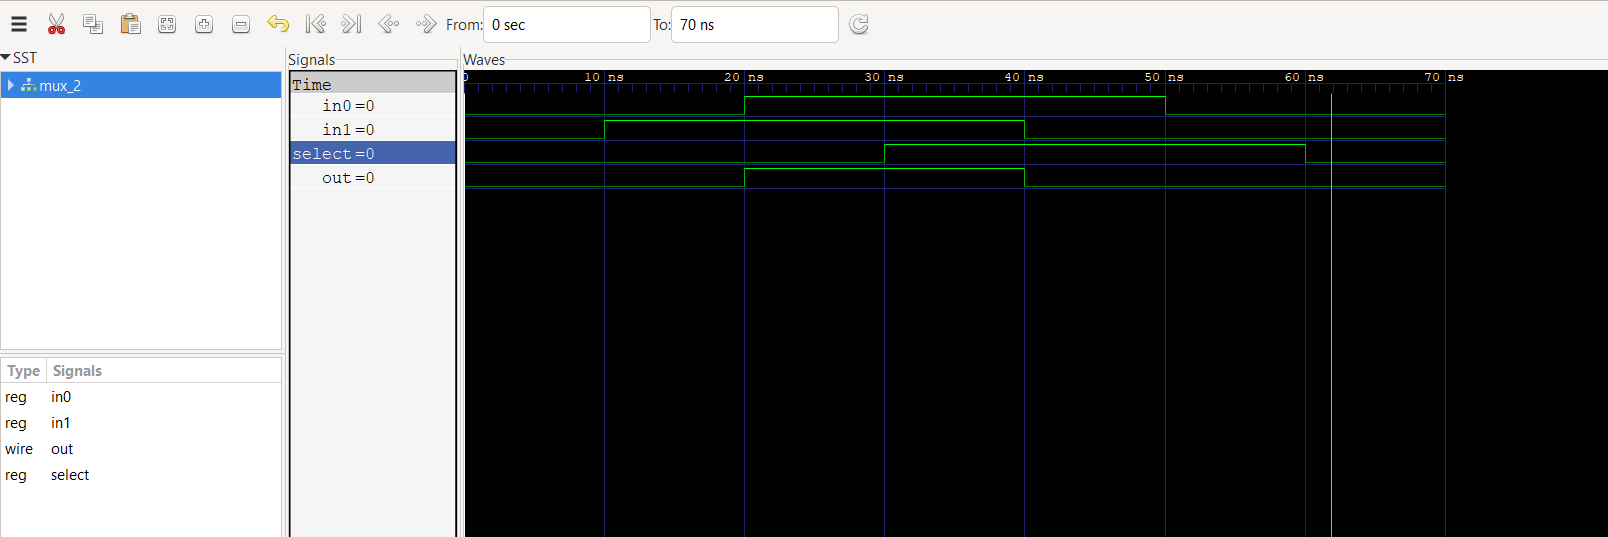 From: 0 sec To: 70 ns
SST
mux_2
Type Signals
reg in0
reg in1
wire out
reg select
Signals
Time
in0=0
in1=0
select=0
out=0
Waves
0 10 ns 20 ns 30 ns 40 ns 50 ns 60 ns 70 ns